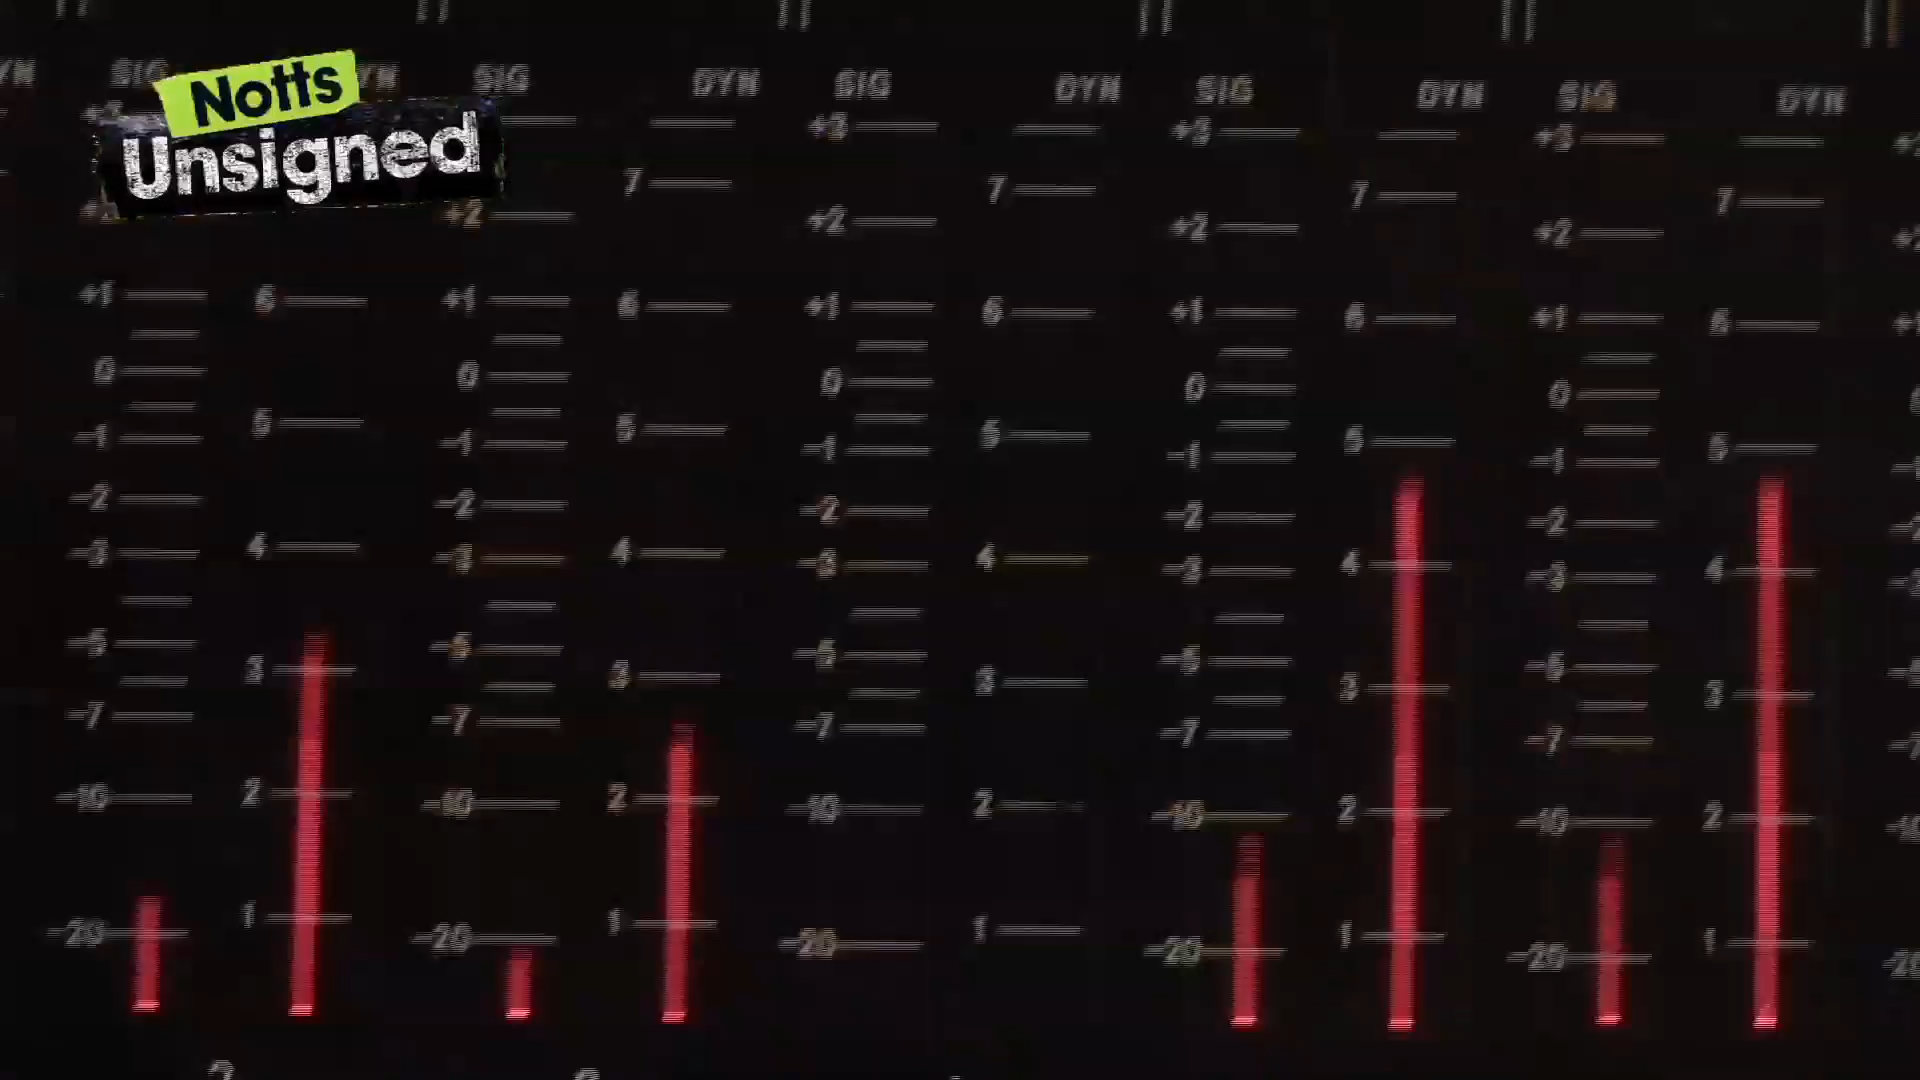 Notts
Unsigned
SIG DYN SIG DYN SIG DYN SIG DYN
+3 +3 +3
7 7 7 7
+2 +2 +2 +2
+1 6 +1 6 +1 6 +1 6 +1 6
0 0 0 0 0
5 5 5 5 5
-1 -1 -1 -1 -1
-2 -2 -2 -2 -2
-3 4 -3 4 -3 4 -3 4 -3 4
-5 3 -5 3 -5 3 -5 3 -5 3
-7 -7 -7 -7 -7
-10 2 -10 2 -10 2 -10 2 -10 2
-20 1 -20 1 -20 1 -20 1 -20 1